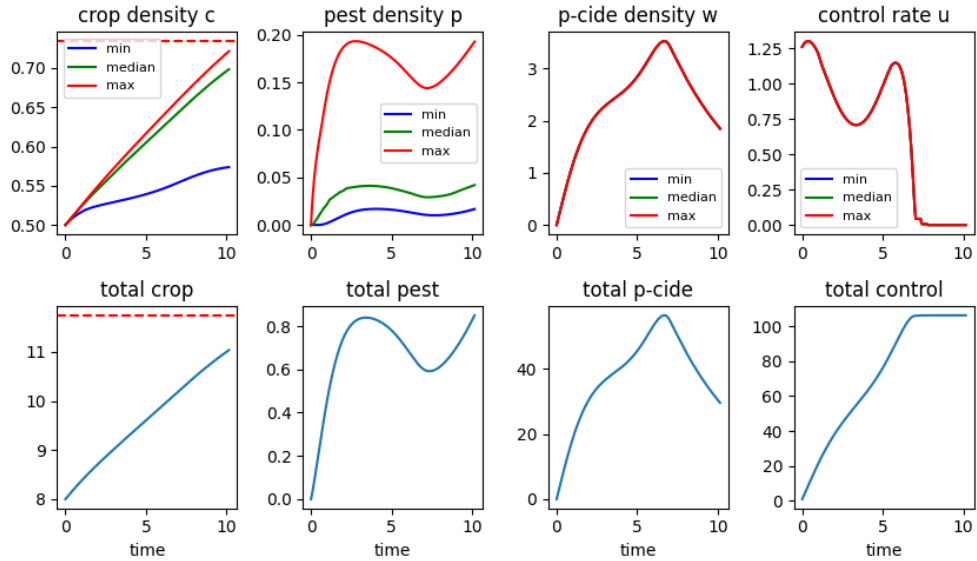 crop density c
pest density p
p-cide density w
control rate u
0.70
0.65
0.60
0.55
0.50
min
median
max
0 5 10
0.20
0.15
0.10
0.05
0.00
min
median
max
0 5 10
3
2
1
0
min
median
max
0 5 10
1.25
1.00
0.75
0.50
0.25
0.00
min
median
max
0 5 10
total crop
total pest
total p-cide
total control
11
10
9
8
0 5 10
time
0.8
0.6
0.4
0.2
0.0
0 5 10
time
40
20
0
0 5 10
time
100
80
60
40
20
0
0 5 10
time